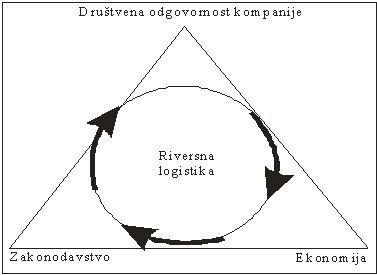 Društvena odgovornost kompanije
Riversna
logistika
Zakonodavstvo
Ekonomija